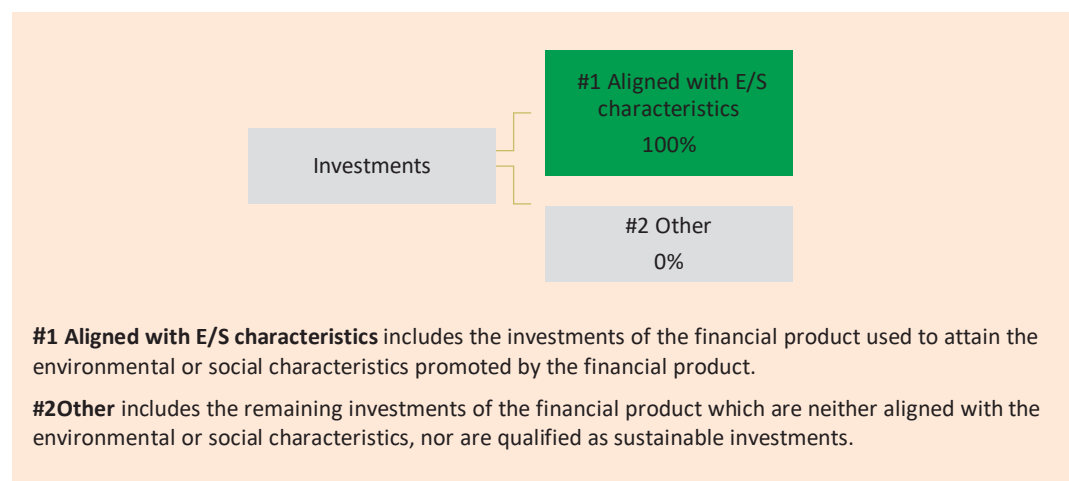 #1 Aligned with E/S
characteristics
100%
Investments
#2 Other
0%
#1 Aligned with E/S characteristics includes the investments of the financial product used to attain the
environmental or social characteristics promoted by the financial product.
#2Other includes the remaining investments of the financial product which are neither aligned with the
environmental or social characteristics, nor are qualified as sustainable investments.